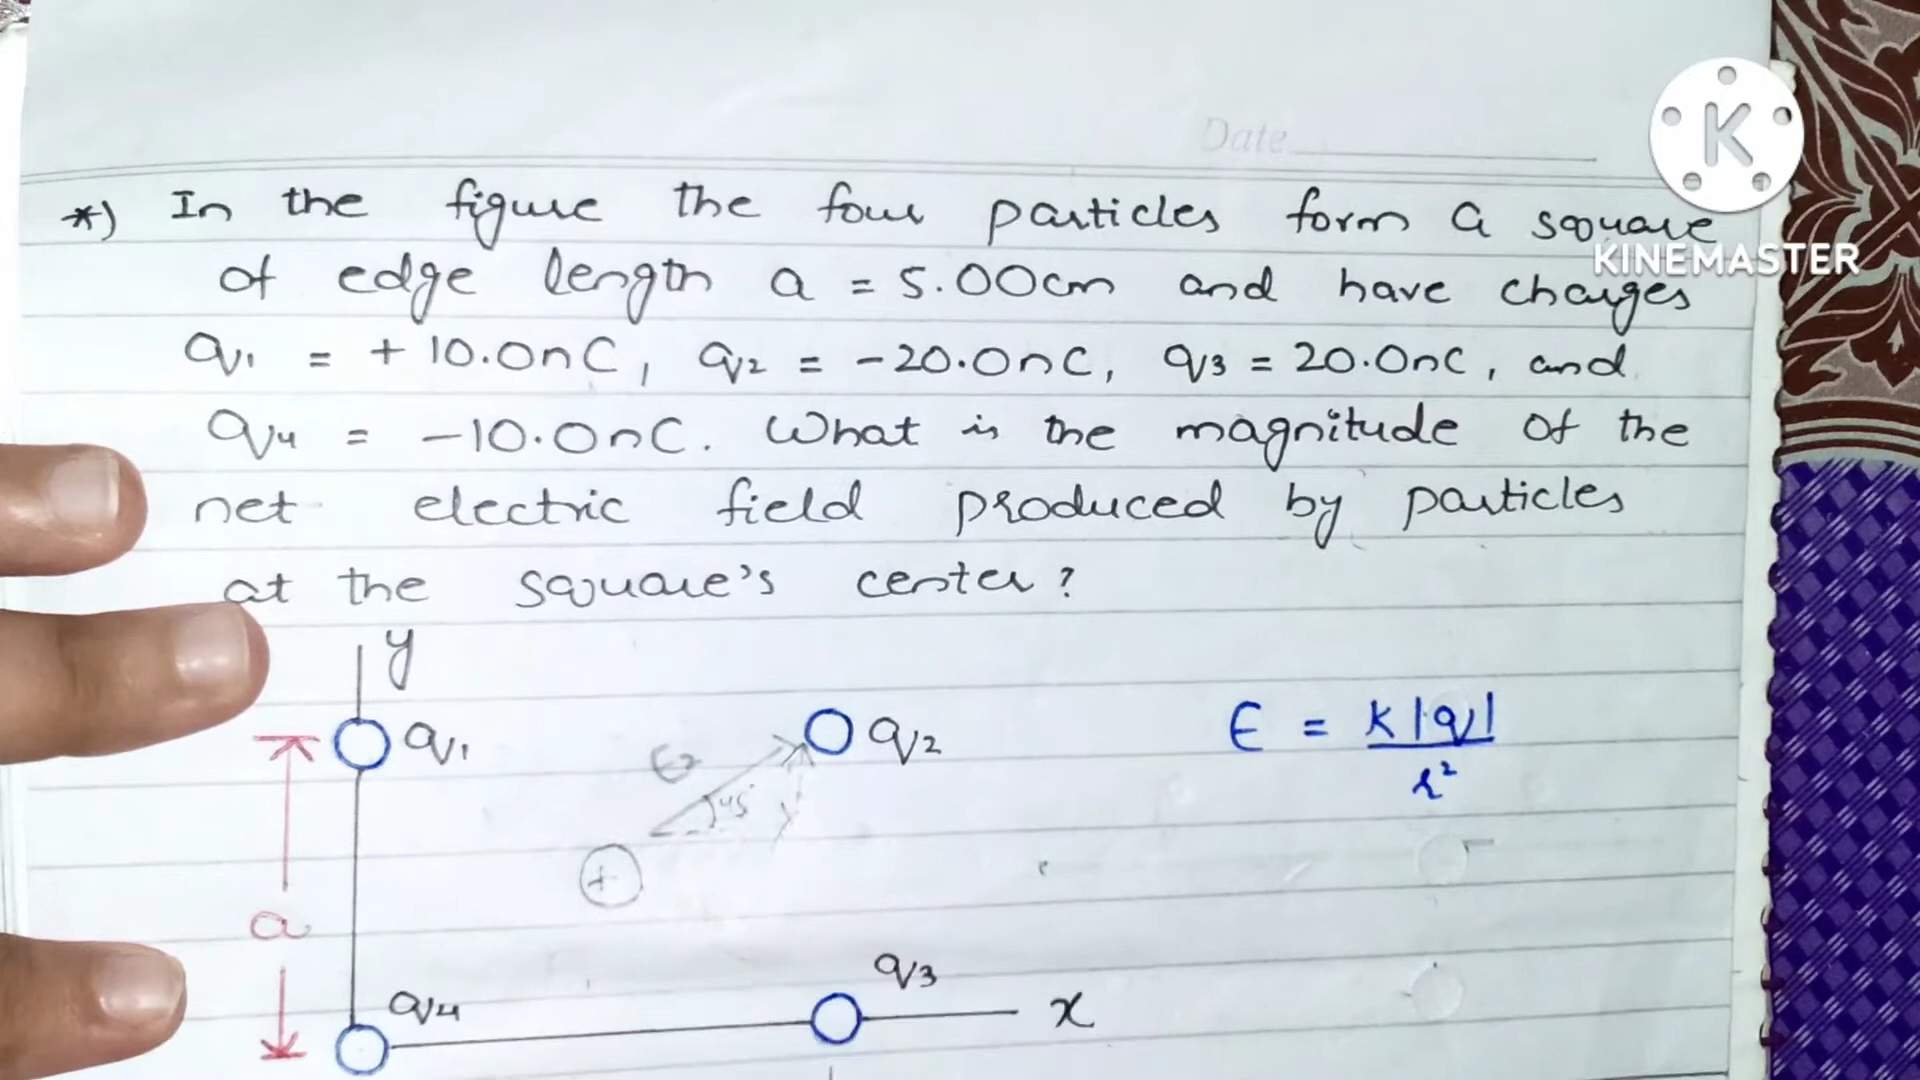 Date
K
KINEMASTER
*) In the figure the four particles form a square
of edge length a = 5.00cm and have charges
q1 = + 10.0nC, q2 = -20.0nC, q3 = 20.0nC, and
q4 = -10.0nC. What is the magnitude of the
net electric field produced by particles
at the square's center?
y
q1
q2
E2
45°
+
E = K|q|
r²
a
q4
q3
x